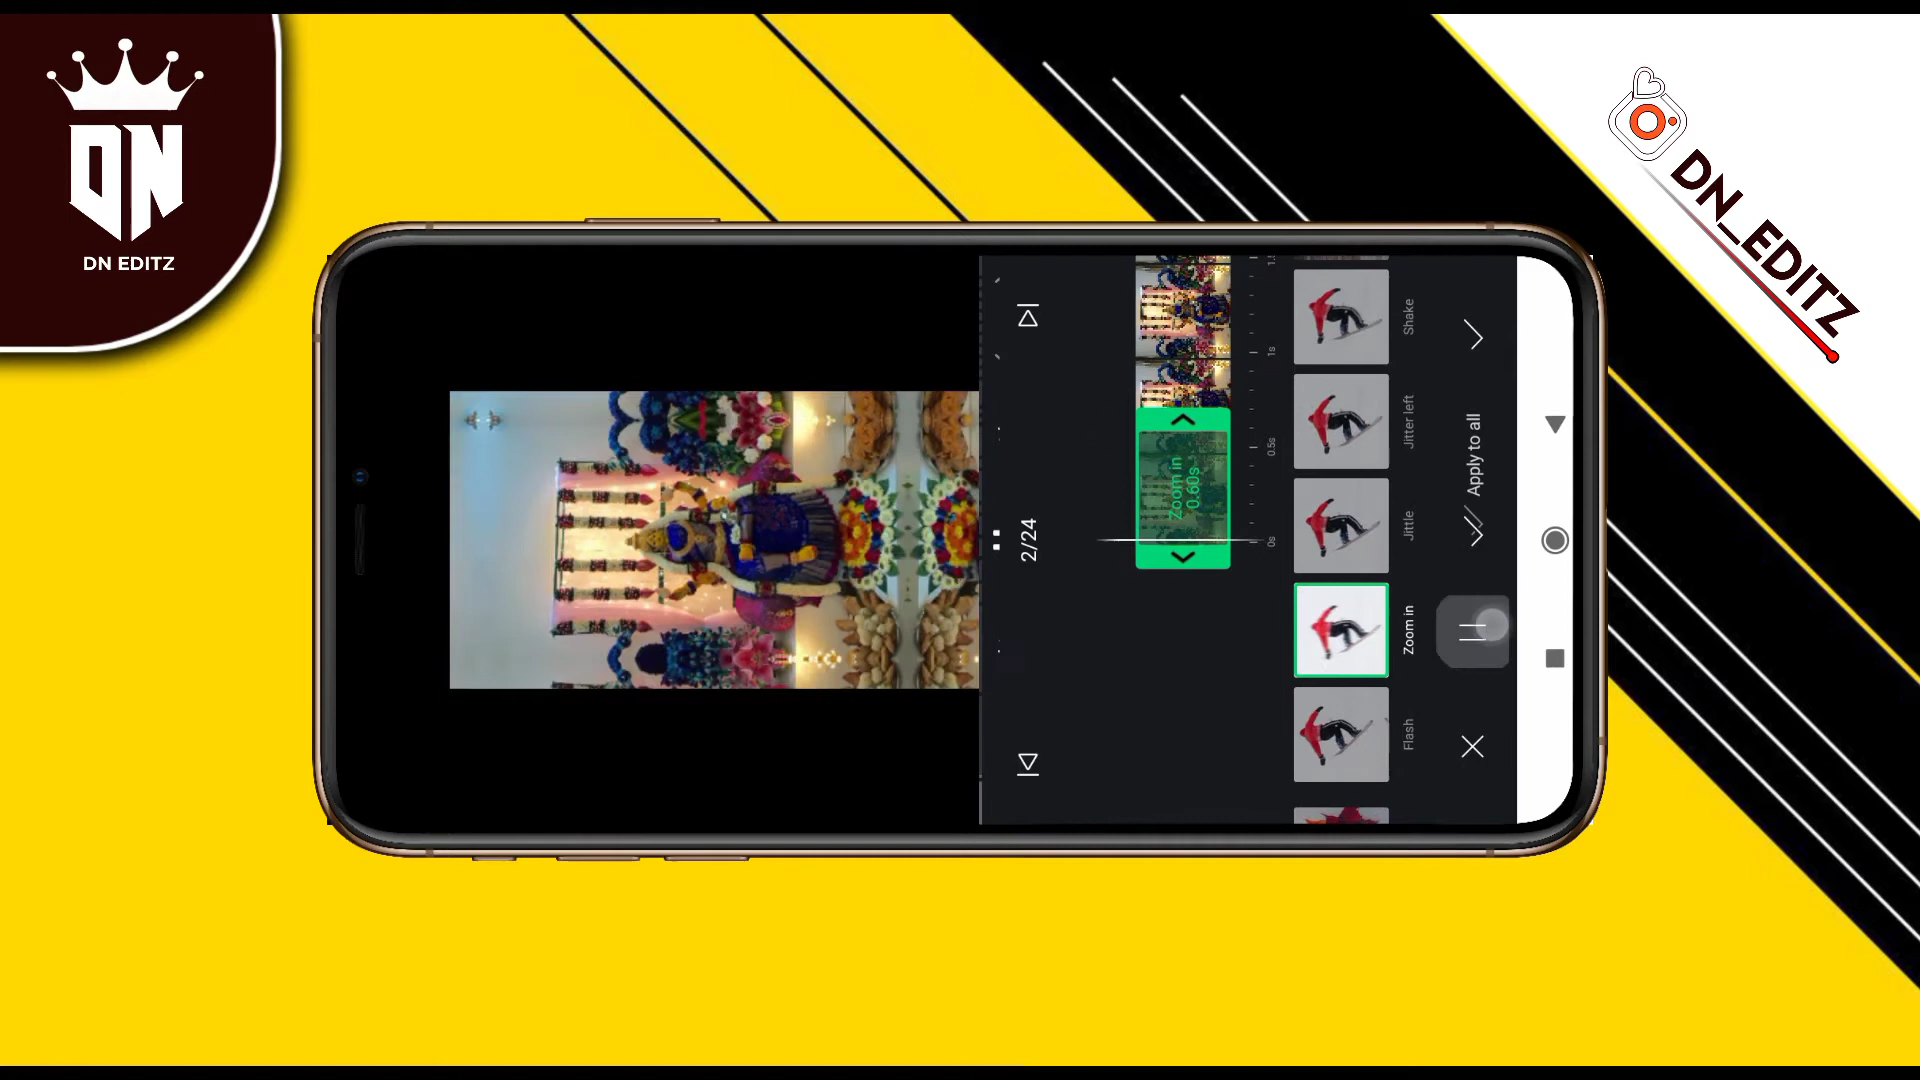 DN
DN EDITZ
DN_EDITZ
2/24
Zoom in
0.60s
0s
0.5s
1s
Shake
Jitter left
Jittle
Zoom in
Flash
Apply to all